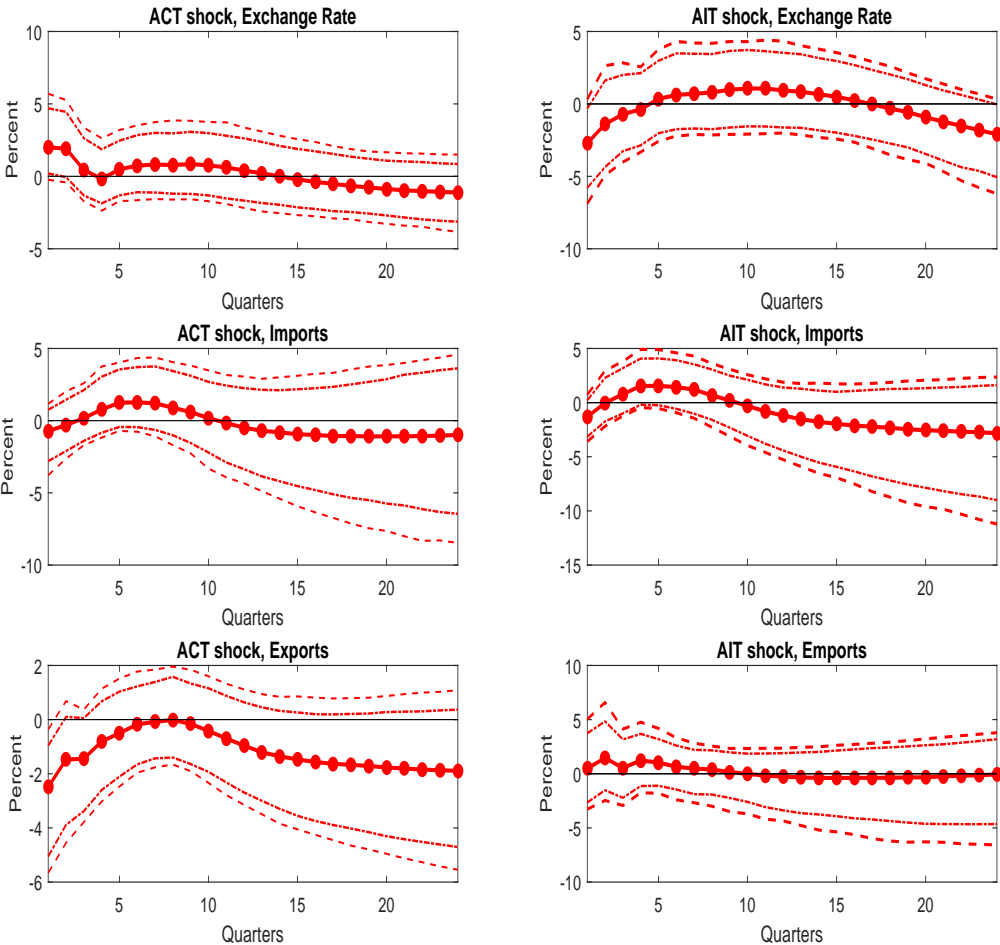 ACT shock, Exchange Rate
10
5
0
-5
Percent
5
10
15
20
Quarters
AIT shock, Exchange Rate
5
0
-5
-10
Percent
5
10
15
20
Quarters
ACT shock, Imports
5
0
-5
-10
Percent
5
10
15
20
Quarters
AIT shock, Imports
5
0
-5
-10
-15
Percent
5
10
15
20
Quarters
ACT shock, Exports
2
0
-2
-4
-6
Percent
5
10
15
20
Quarters
AIT shock, Emports
10
5
0
-5
-10
Percent
5
10
15
20
Quarters